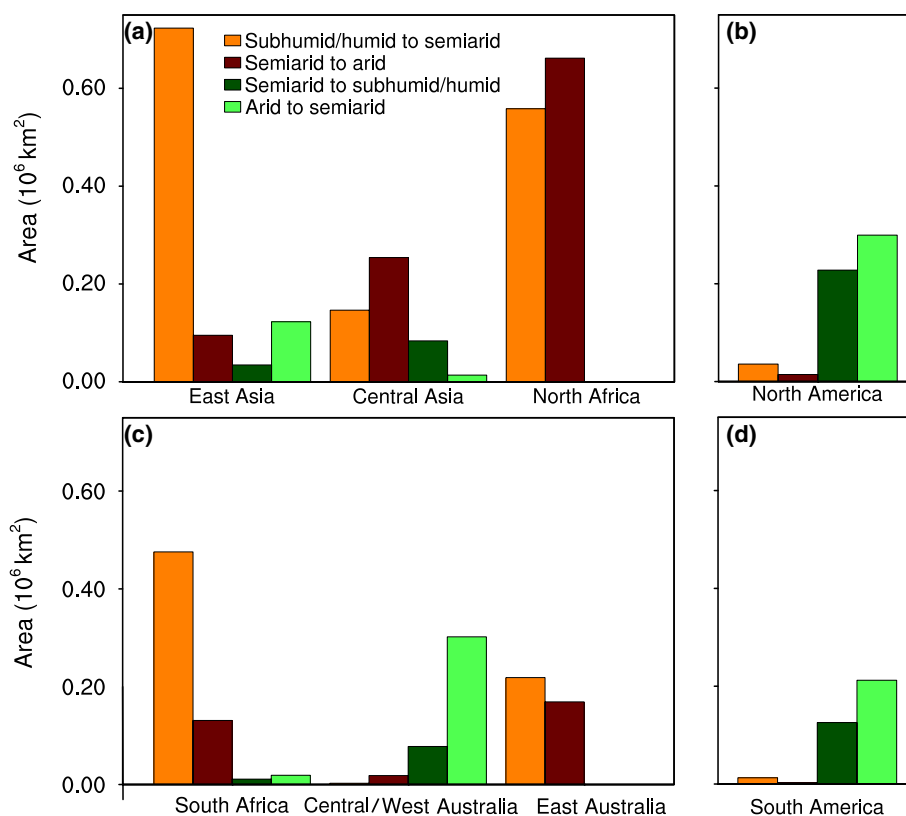 (a)
Subhumid/humid to semiarid
Semiarid to arid
Semiarid to subhumid/humid
Arid to semiarid
Area (10⁶ km²)
0.60
0.40
0.20
0.00
East Asia Central Asia North Africa
(b)
North America
(c)
Area (10⁶ km²)
0.60
0.40
0.20
0.00
South Africa Central/West Australia East Australia
(d)
South America